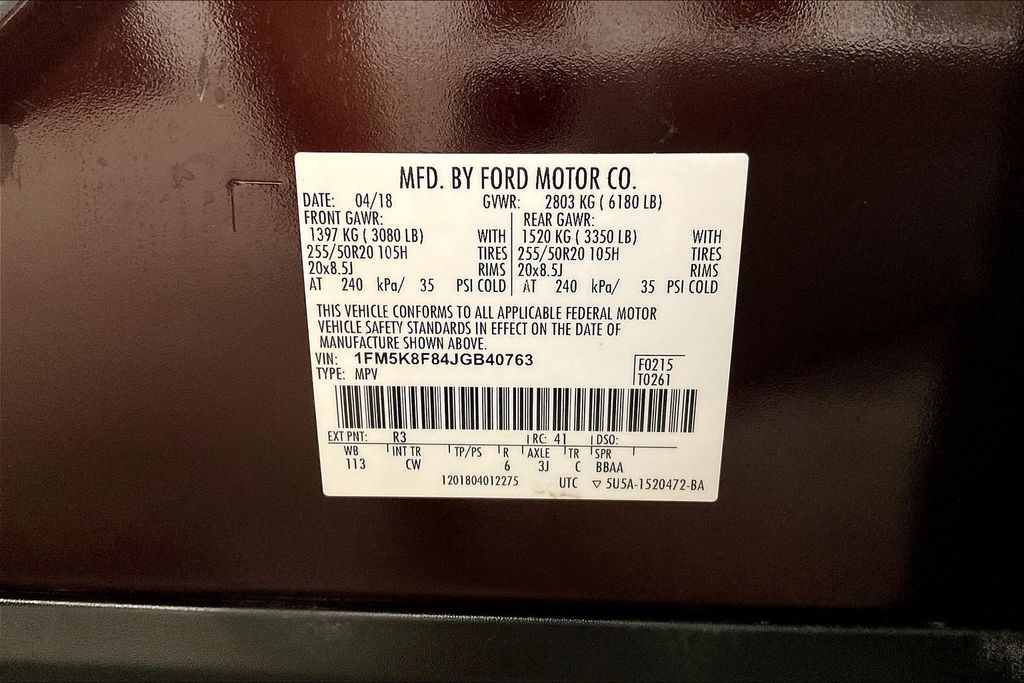 MFD. BY FORD MOTOR CO.
DATE: 04/18 GVWR: 2803 KG ( 6180 LB)
FRONT GAWR: REAR GAWR:
1397 KG ( 3080 LB) WITH 1520 KG ( 3350 LB) WITH
255/50R20 105H TIRES 255/50R20 105H TIRES
20x8.5J RIMS 20x8.5J RIMS
AT 240 kPa/ 35 PSI COLD AT 240 kPa/ 35 PSI COLD
THIS VEHICLE CONFORMS TO ALL APPLICABLE FEDERAL MOTOR
VEHICLE SAFETY STANDARDS IN EFFECT ON THE DATE OF
MANUFACTURE SHOWN ABOVE.
VIN: 1FM5K8F84JGB40763 F0215
TYPE: MPV T0261
EXT PNT: R3 RC: 41 DSO:
WB INT TR TP/PS R AXLE TR SPR
113 CW 6 3J C BBAA
1201804012275 UTC ▽ 5U5A-1520472-BA